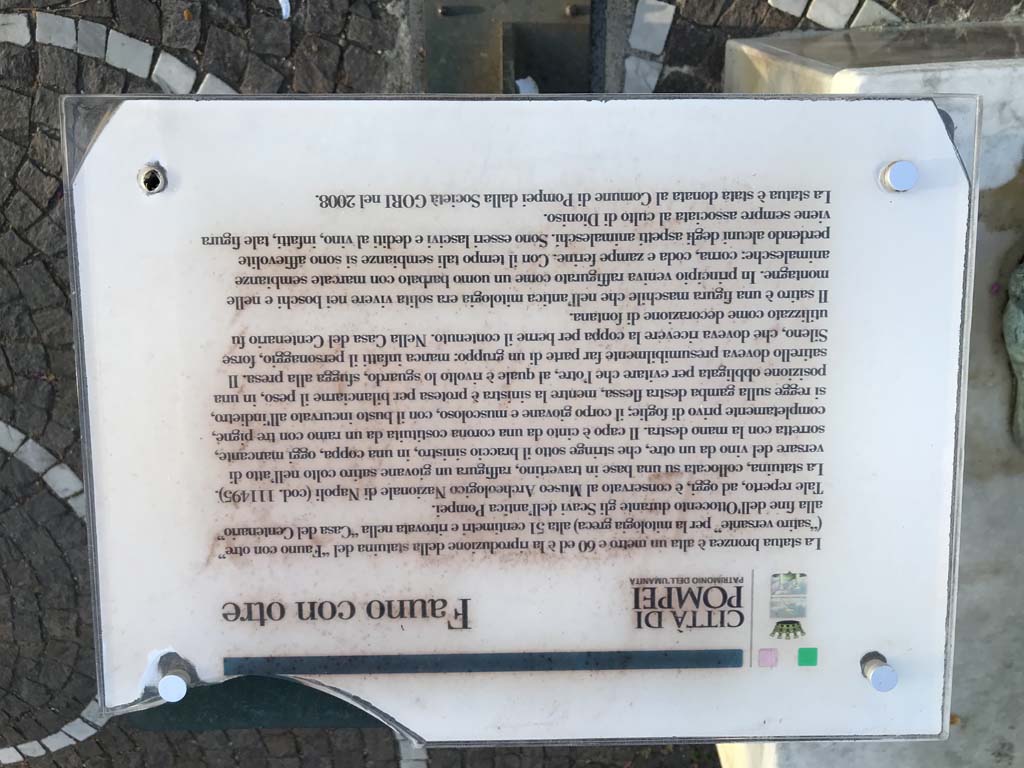 CITTÀ DI
POMPEI
PATRIMONIO DELL'UMANITÀ
Fauno con otre
La statua bronzea è alta un metro e 60 ed è la riproduzione della statuina del "Fauno con otre"
("satiro versante" per la mitologia greca) alta 51 centimetri e ritrovata nella "Casa del Centenario"
alla fine dell'Ottocento durante gli Scavi dell'antica Pompei.
Tale reperto, ad oggi, è conservato al Museo Archeologico Nazionale di Napoli (cod. 111495).
La statuina, collocata su una base in travertino, raffigura un giovane satiro colto nell'atto di
versare del vino da un otre, che stringe sotto il braccio sinistro, in una coppa, oggi mancante,
sorretta con la mano destra. Il capo è cinto da una corona costituita da un ramo con tre pigne,
completamente privo di foglie; il corpo giovane e muscoloso, con il busto incurvato all'indietro,
si regge sulla gamba destra flessa, mentre la sinistra è protesa per bilanciarne il peso, in una
posizione obbligata per evitare che l'otre, al quale è rivolto lo sguardo, sfugga alla presa. Il
satirello doveva presumibilmente far parte di un gruppo: manca infatti il personaggio, forse
Sileno, che doveva ricevere la coppa per berne il contenuto. Nella Casa del Centenario fu
utilizzato come decorazione di fontana.
Il satiro è una figura maschile che nell'antica mitologia era solita vivere nei boschi e nelle
montagne. In principio veniva raffigurato come un uomo barbato con marcate sembianze
animalesche: corna, coda e zampe ferine. Con il tempo tali sembianze si sono affievolite
perdendo alcuni degli aspetti animaleschi. Sono esseri lascivi e dediti al vino, infatti, tale figura
viene sempre associata al culto di Dioniso.
La statua è stata donata al Comune di Pompei dalla Società GORI nel 2008.